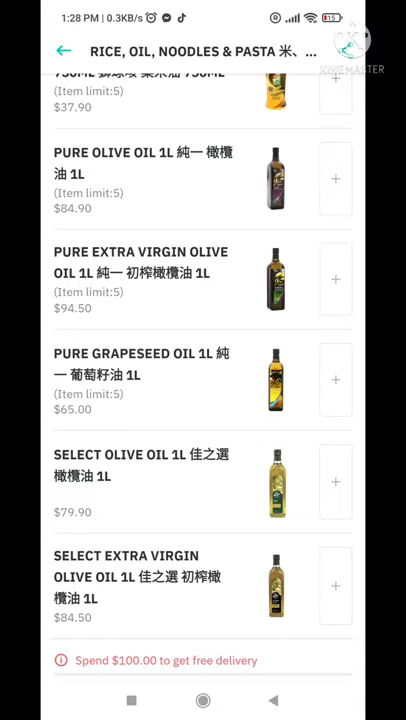 1:28 PM | 0.3KB/s
15
RICE, OIL, NOODLES & PASTA 米、...
KINEMASTER
750ML 750ML
(Item limit:5)
$37.90
PURE OLIVE OIL 1L 純一 橄欖
油 1L
(Item limit:5)
$84.90
PURE EXTRA VIRGIN OLIVE
OIL 1L 純一 初榨橄欖油 1L
(Item limit:5)
$94.50
PURE GRAPESEED OIL 1L 純
一 葡萄籽油 1L
(Item limit:5)
$65.00
SELECT OLIVE OIL 1L 佳之選
橄欖油 1L
$79.90
SELECT EXTRA VIRGIN
OLIVE OIL 1L 佳之選 初榨橄
欖油 1L
$84.50
Spend $100.00 to get free delivery